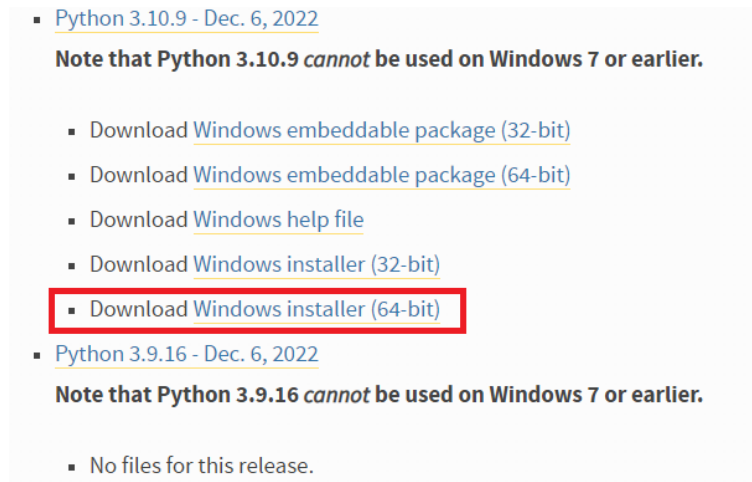 Python 3.10.9 - Dec. 6, 2022
Note that Python 3.10.9 cannot be used on Windows 7 or earlier.
Download Windows embeddable package (32-bit)
Download Windows embeddable package (64-bit)
Download Windows help file
Download Windows installer (32-bit)
Download Windows installer (64-bit)
Python 3.9.16 - Dec. 6, 2022
Note that Python 3.9.16 cannot be used on Windows 7 or earlier.
No files for this release.